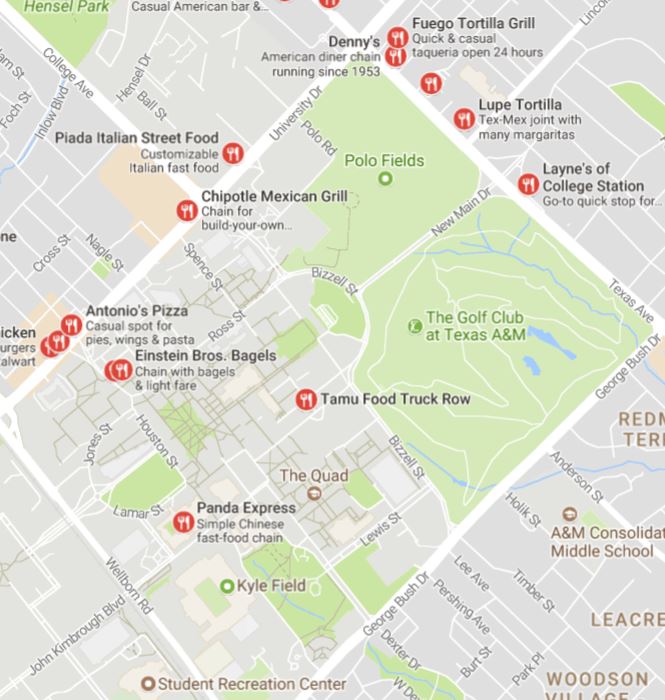 Hensel Park
Casual American bar &...
Fuego Tortilla Grill
Quick & casual
taqueria open 24 hours
Denny's
American diner chain
running since 1953
College Ave
Hensel Dr
Ball St
Foch St
Inlow Blvd
University Dr
Polo Rd
Lupe Tortilla
Tex-Mex joint with
many margaritas
Piada Italian Street Food
Customizable
Italian fast food
Polo Fields
Layne's of
College Station
Go-to quick stop for...
Chipotle Mexican Grill
Chain for
build-your-own...
New Main Dr
Cross St
Nagle St
Spence St
Bizzell St
Texas Ave
Antonio's Pizza
Casual spot for
pies, wings & pasta
Ross St
The Golf Club
at Texas A&M
George Bush Dr
Einstein Bros. Bagels
Chain with bagels
& light fare
Tamu Food Truck Row
Jones St
Houston St
Bizzell St
The Quad
Anderson St
Lamar St
Panda Express
Simple Chinese
fast-food chain
Lewis St
Holik St
A&M Consolidat
Middle School
Wellborn Rd
Kyle Field
Lee Ave
Timber St
Pershing Ave
George Bush Dr
John Kimbrough Blvd
Dexter Dr
Burt St
Park Pl
LEACRE
WOODSON
Student Recreation Center